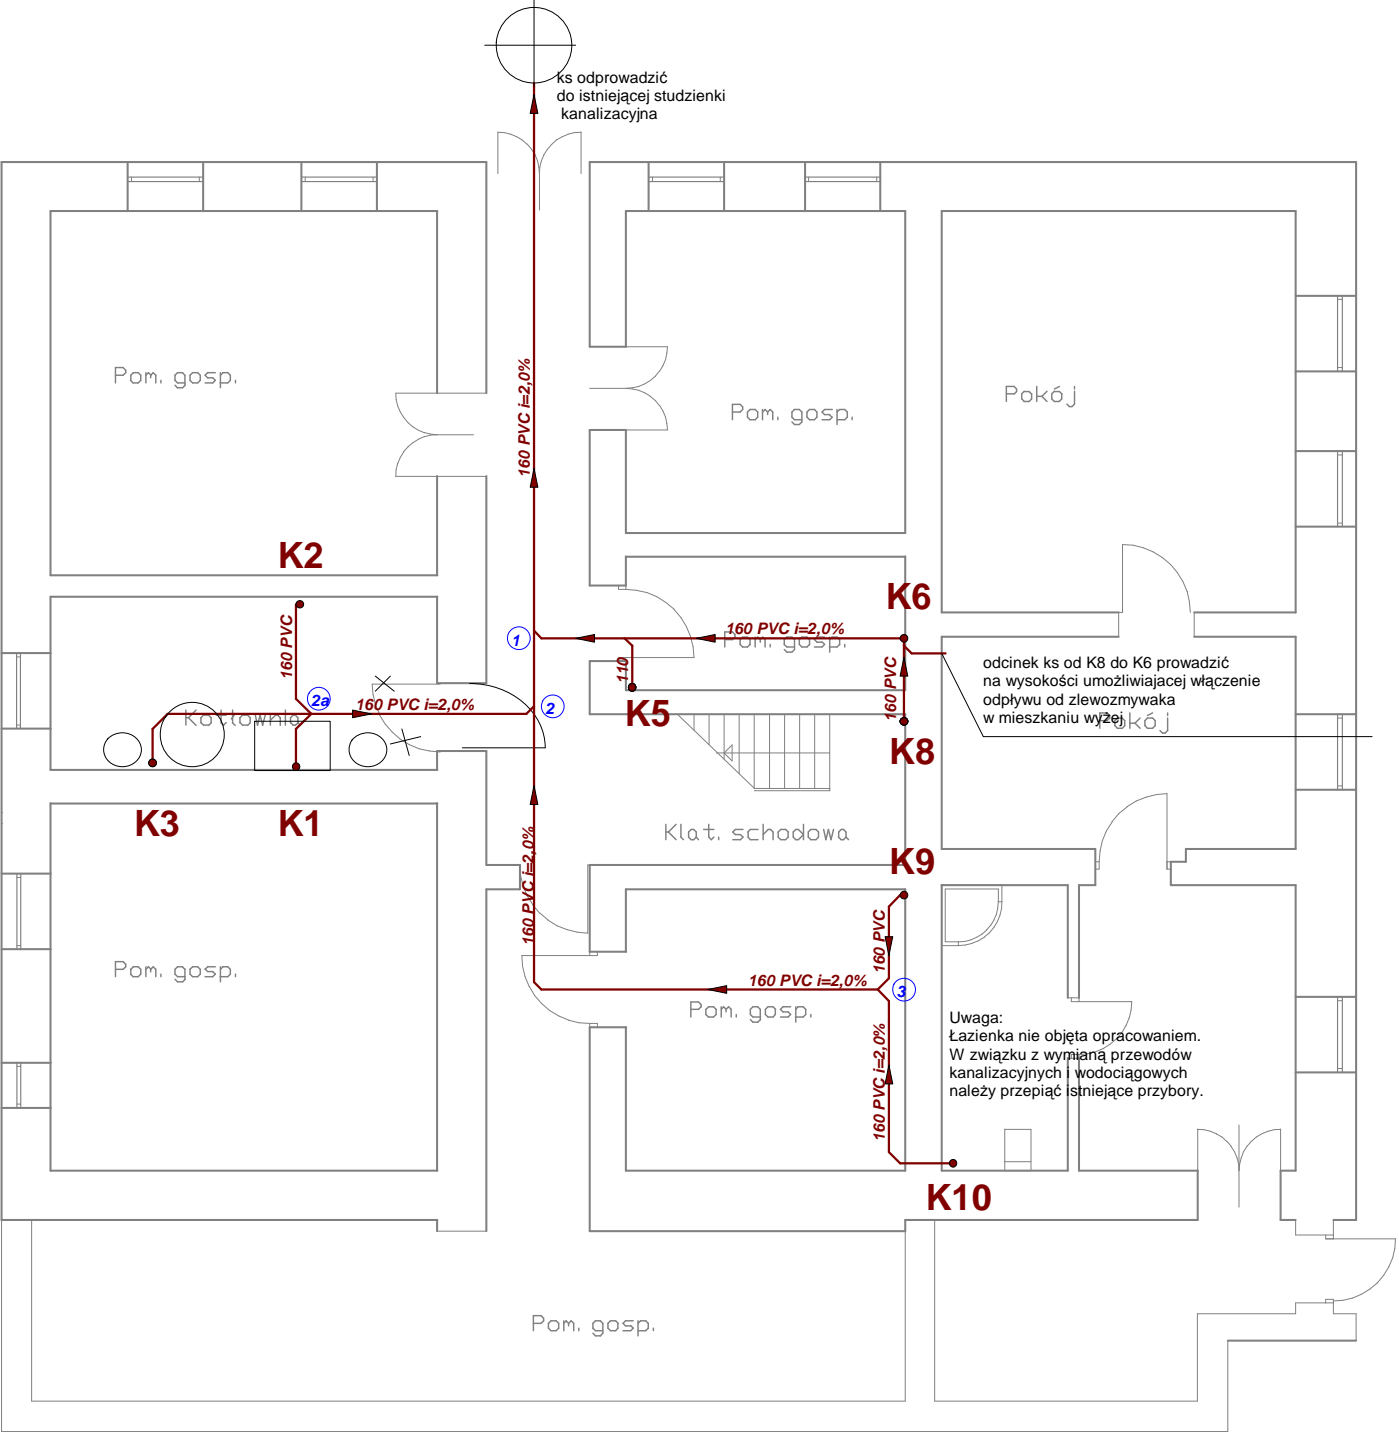 ks odprowadzić
do istniejącej studzienki
kanalizacyjna
160 PVC i=2,0%
Pom. gosp.
Pom. gosp.
Pokój
K2
K6
160 PVC
1
160 PVC i=2,0%
Pom. gosp.
110
K5
160 PVC
K8
odcinek ks od K8 do K6 prowadzić
na wysokości umożliwiajacej włączenie
odpływu od zlewozmywaka
w mieszkaniu wyżej
Pokój
2a
160 PVC i=2,0%
2
Kotłownia
K3
K1
160 PVC i=2,0%
Klat. schodowa
K9
160 PVC
Pom. gosp.
160 PVC i=2,0%
3
Pom. gosp.
160 PVC i=2,0%
Uwaga:
Łazienka nie objęta opracowaniem.
W związku z wymianą przewodów
kanalizacyjnych i wodociągowych
należy przepiąć istniejące przybory.
K10
Pom. gosp.